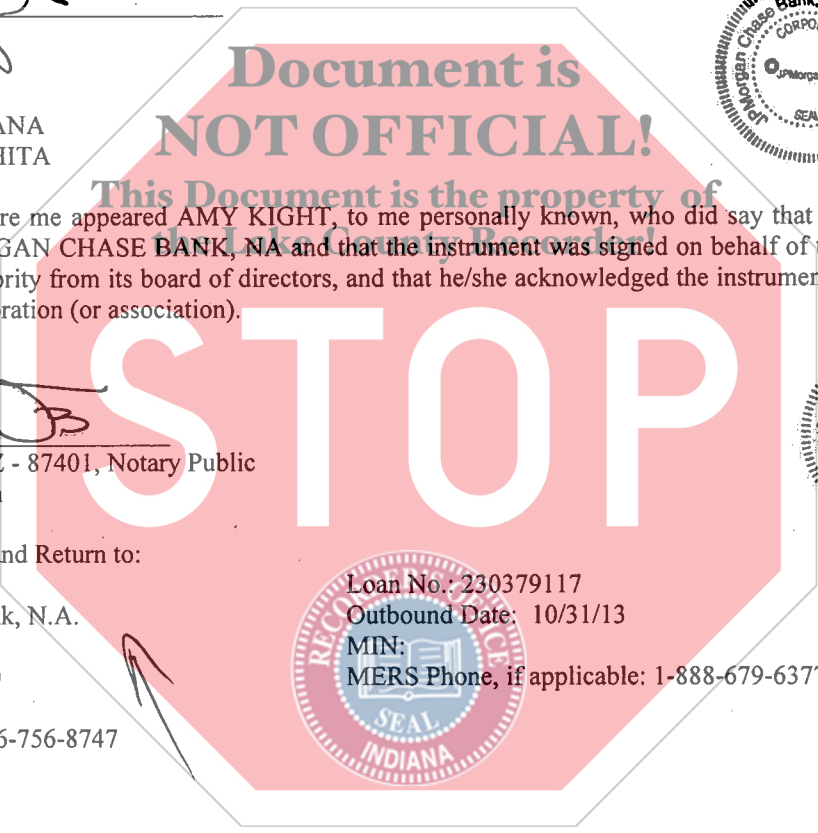 Document is
NOT OFFICIAL!
This Document is the property of
the Lake County Recorder!
STOP
JPMorgan Chase Bank,
SEAL
ANA
HITA
re me appeared AMY KIGHT, to me personally known, who did say that
GAN CHASE BANK, NA and that the instrument was signed on behalf of
ority from its board of directors, and that he/she acknowledged the instrumen
ration (or association).
Z - 87401, Notary Public
nd Return to:
k, N.A.
6-756-8747
Loan No.: 230379117
Outbound Date: 10/31/13
MIN:
MERS Phone, if applicable: 1-888-679-6377
RECORDER'S OFFICE
SEAL
INDIANA